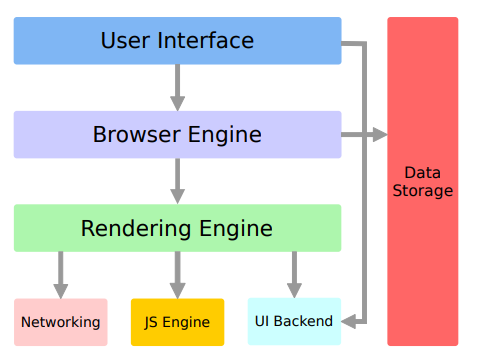 User Interface
Browser Engine
Rendering Engine
Data
Storage
Networking
JS Engine
UI Backend